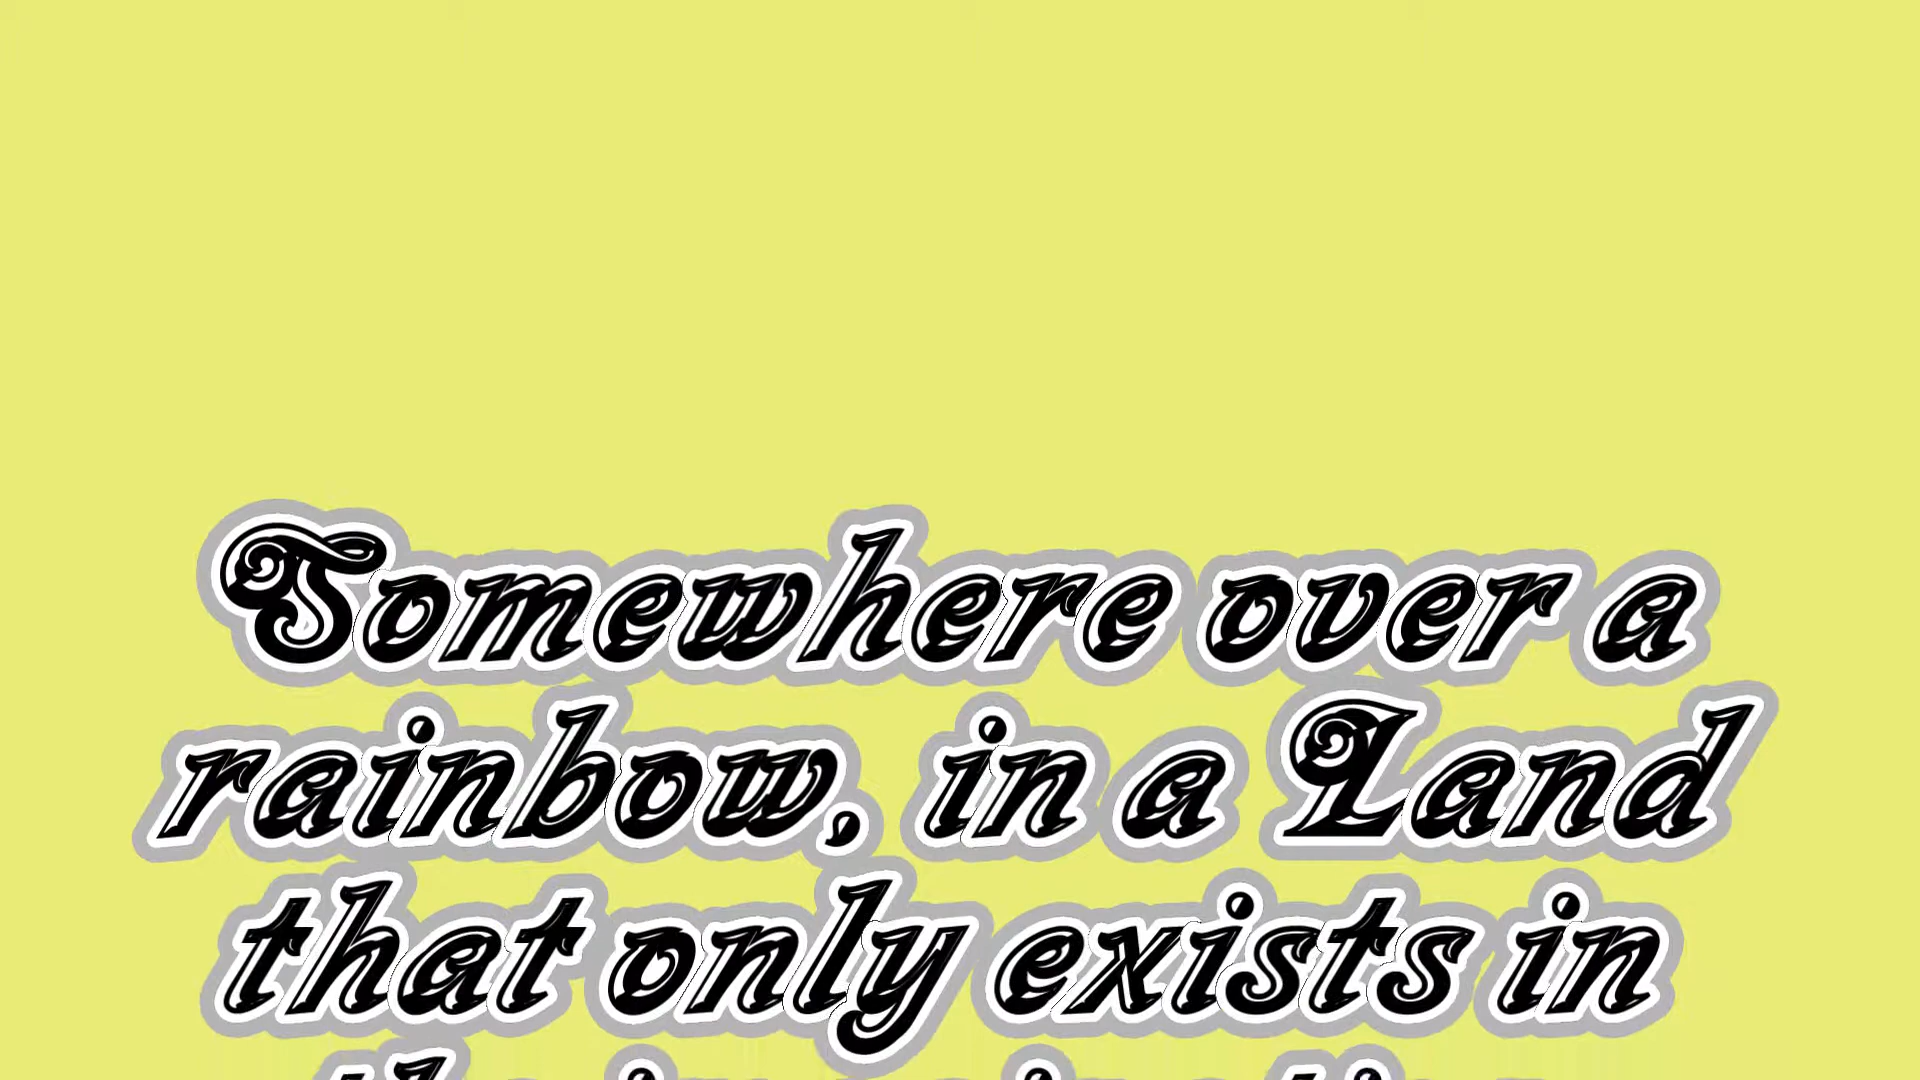 Somewhere over a
rainbow, in a Land
that only exists in